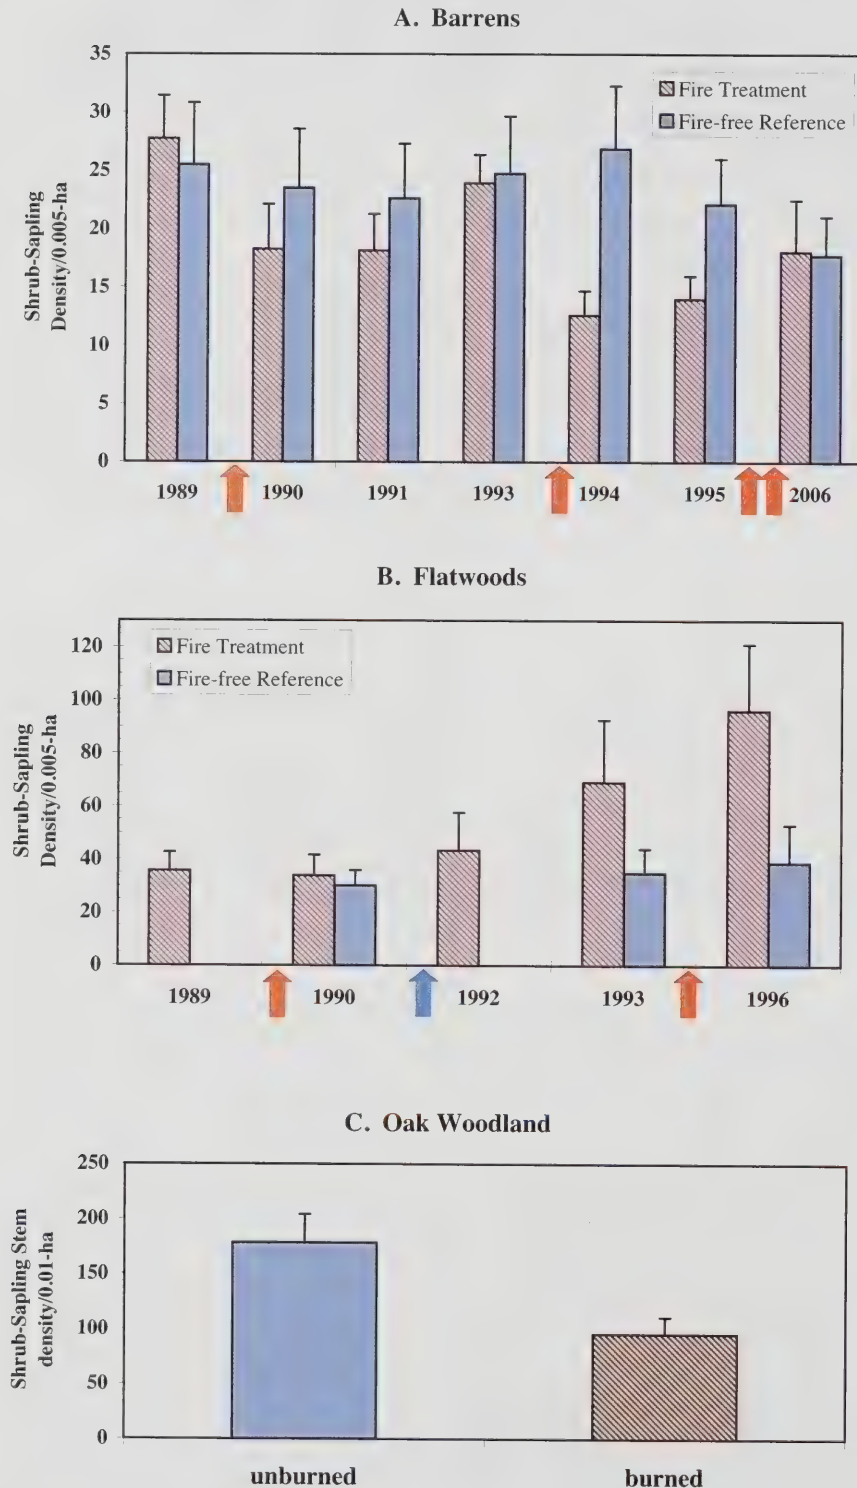 A. Barrens
35
30
25
20
15
10
5
0
Shrub-Sapling
Density/0.005-ha
Fire Treatment
Fire-free Reference
1989 1990 1991 1993 1994 1995 2006
B. Flatwoods
120
100
80
60
40
20
0
Shrub-Sapling
Density/0.005-ha
Fire Treatment
Fire-free Reference
1989 1990 1992 1993 1996
C. Oak Woodland
250
200
150
100
50
0
Shrub-Sapling Stem
density/0.01-ha
unburned burned